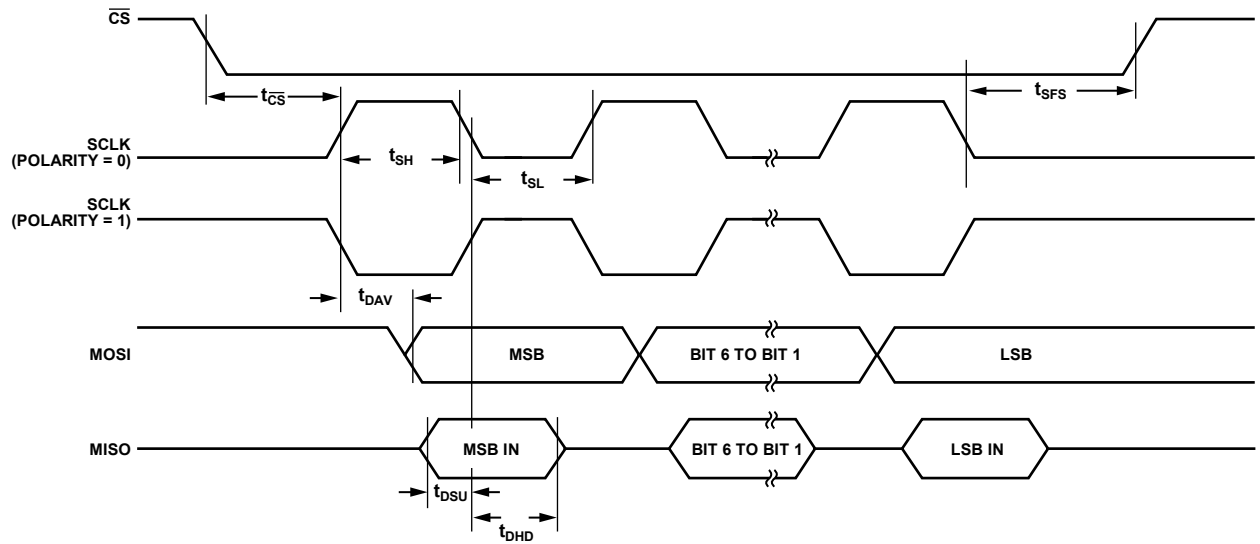 CS
tCS
tSFS
SCLK
(POLARITY = 0)
tSH
tSL
SCLK
(POLARITY = 1)
tDAV
MOSI
MSB
BIT 6 TO BIT 1
LSB
MISO
MSB IN
BIT 6 TO BIT 1
LSB IN
tDSU
tDHD